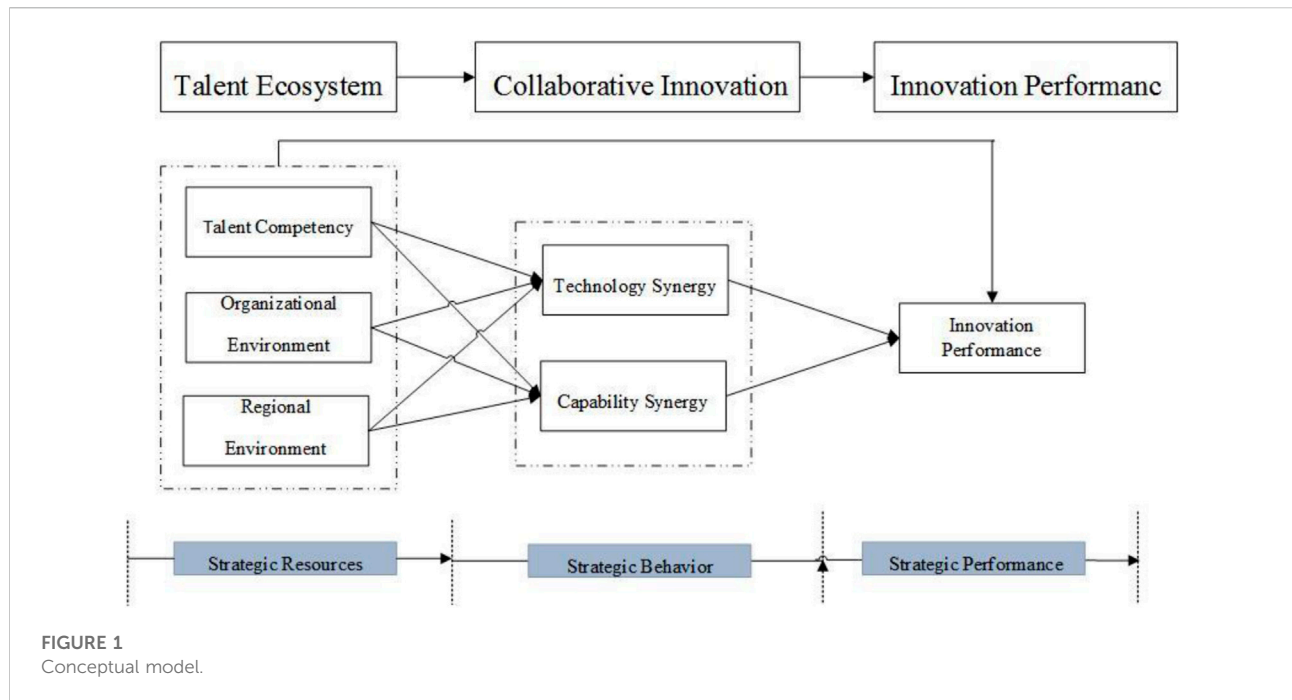 Talent Ecosystem
Collaborative Innovation
Innovation Performanc
Talent Competency
Organizational
Environment
Regional
Environment
Technology Synergy
Capability Synergy
Innovation
Performance
Strategic Resources
Strategic Behavior
Strategic Performance
FIGURE 1
Conceptual model.